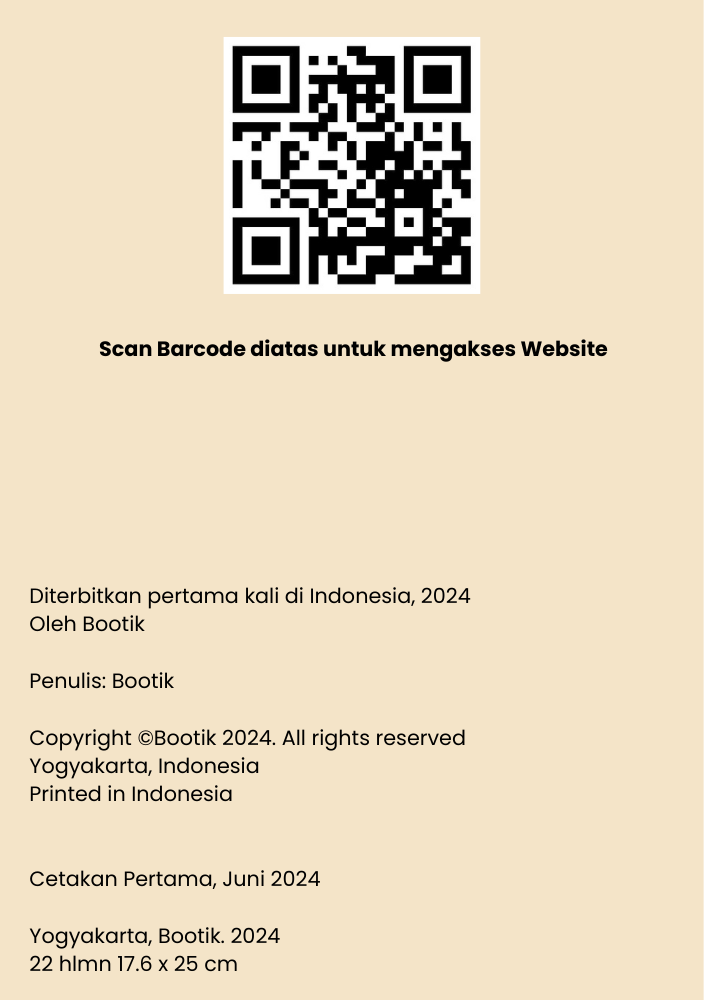 Scan Barcode diatas untuk mengakses Website
Diterbitkan pertama kali di Indonesia, 2024
Oleh Bootik
Penulis: Bootik
Copyright ©Bootik 2024. All rights reserved
Yogyakarta, Indonesia
Printed in Indonesia
Cetakan Pertama, Juni 2024
Yogyakarta, Bootik. 2024
22 hlmn 17.6 x 25 cm